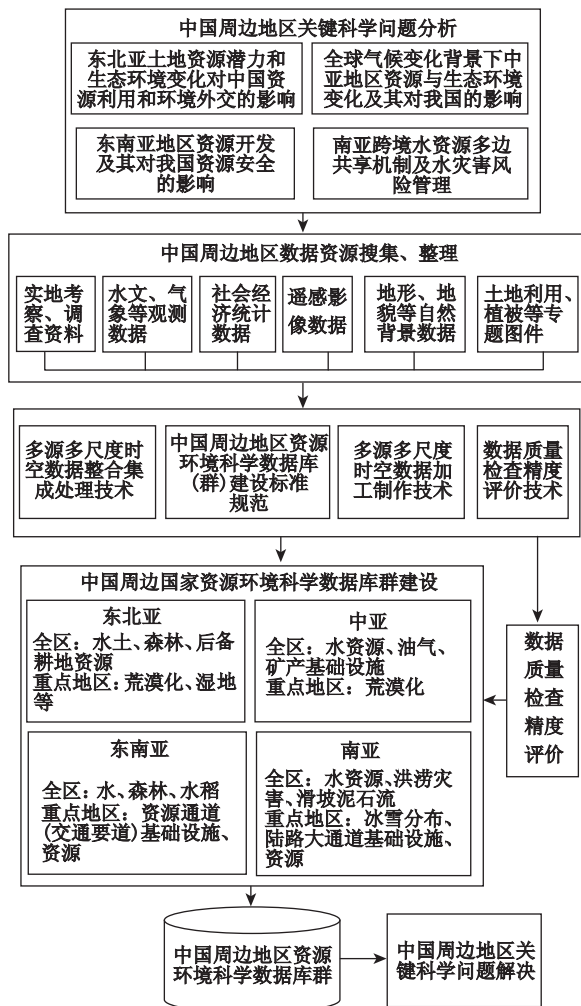 中国周边地区关键科学问题分析
东北亚土地资源潜力和
生态环境变化对中国资
源利用和环境外交的影响
全球气候变化背景下中
亚地区资源与生态环境
变化及其对我国的影响
东南亚地区资源开发
及其对我国资源安全
的影响
南亚跨境水资源多边
共享机制及水灾害风
险管理
中国周边地区数据资源搜集、整理
实地考
察、调
查资料
水文、气
象等观测
数据
社会经
济统计
数据
遥感影
像数据
地形、地
貌等自然
背景数据
土地利用、
植被等专
题图件
多源多尺度时
空数据整合集
成处理技术
中国周边地区资源
环境科学数据库
(群)建设标准
规范
多源多尺度
时空数据加
工制作技术
数据质量
检查精度
评价技术
中国周边国家资源环境科学数据库群建设
东北亚
全区：水土、森林、后备
耕地资源
重点地区：荒漠化、湿地
等
中亚
全区：水资源、油气、
矿产基础设施
重点地区：荒漠化
东南亚
全区：水、森林、水稻
重点地区：资源通道
(交通要道)基础设施、
资源
南亚
全区：水资源、洪涝灾
害、滑坡泥石流
重点地区：冰雪分布、
陆路大通道基础设施、
资源
数据
质量
检查
精度
评价
中国周边地区资源
环境科学数据库群
中国周边地区关
键科学问题解决